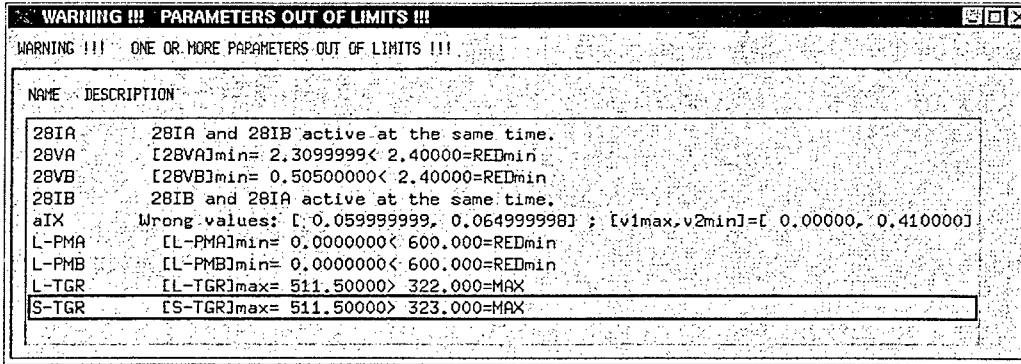 WARNING !!! PARAMETERS OUT OF LIMITS !!!
WARNING !!! ONE OR MORE PARAMETERS OUT OF LIMITS !!!
NAME DESCRIPTION
28IA 28IA and 28IB active at the same time.
28VA [28VA]min= 2.3099999< 2.40000=REDmin
28VB [28VB]min= 0.50500000< 2.40000=REDmin
28IB 28IB and 28IA active at the same time.
aIX Wrong values: [ 0.059999999, 0.064999998] ; [v1max,v2min]=[ 0.00000, 0.410000]
L-PMA [L-PMA]min= 0.0000000< 600.000=REDmin
L-PMB [L-PMB]min= 0.0000000< 600.000=REDmin
L-TGR [L-TGR]max= 511.50000> 322.000=MAX
S-TGR [S-TGR]max= 511.50000> 323.000=MAX